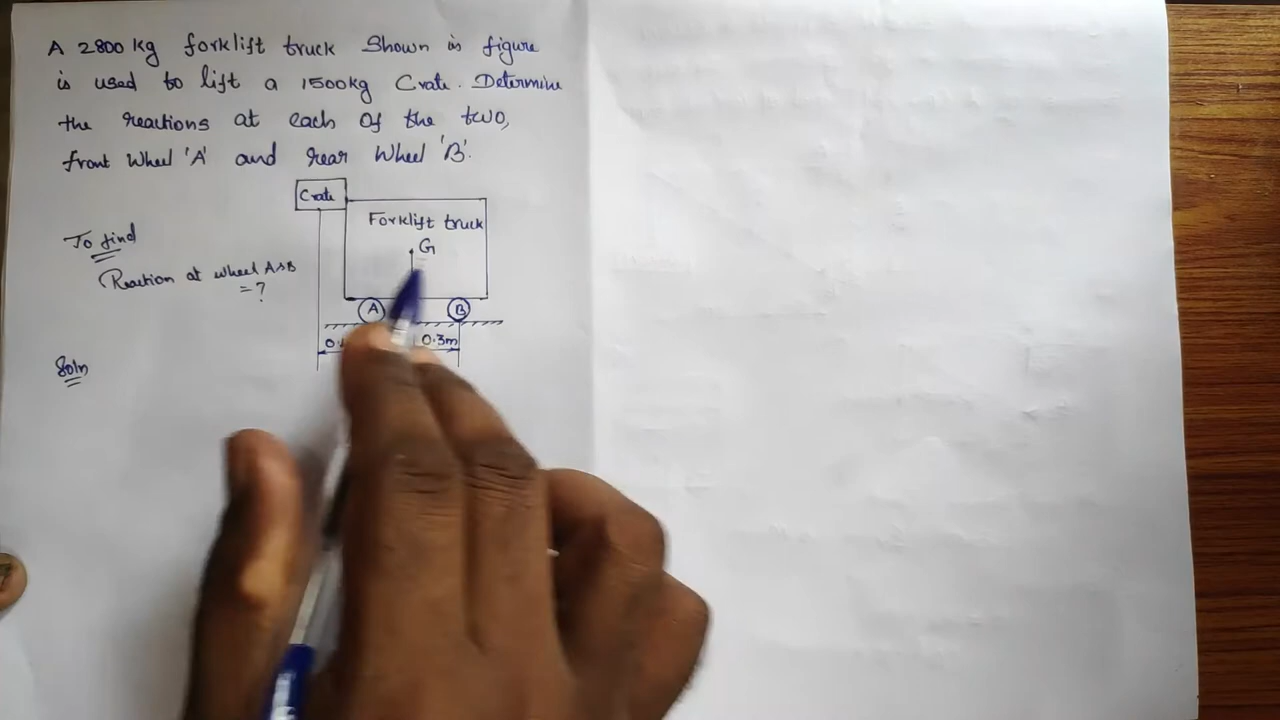 A 2800 kg forklift truck Shown in figure
is used to lift a 1500kg Crate. Determine
the reactions at each of the two,
front wheel 'A' and rear wheel 'B'.
Crate
Forklift truck
G
To find
Reaction at wheel A & B
= ?
A
B
0.3m
Soln